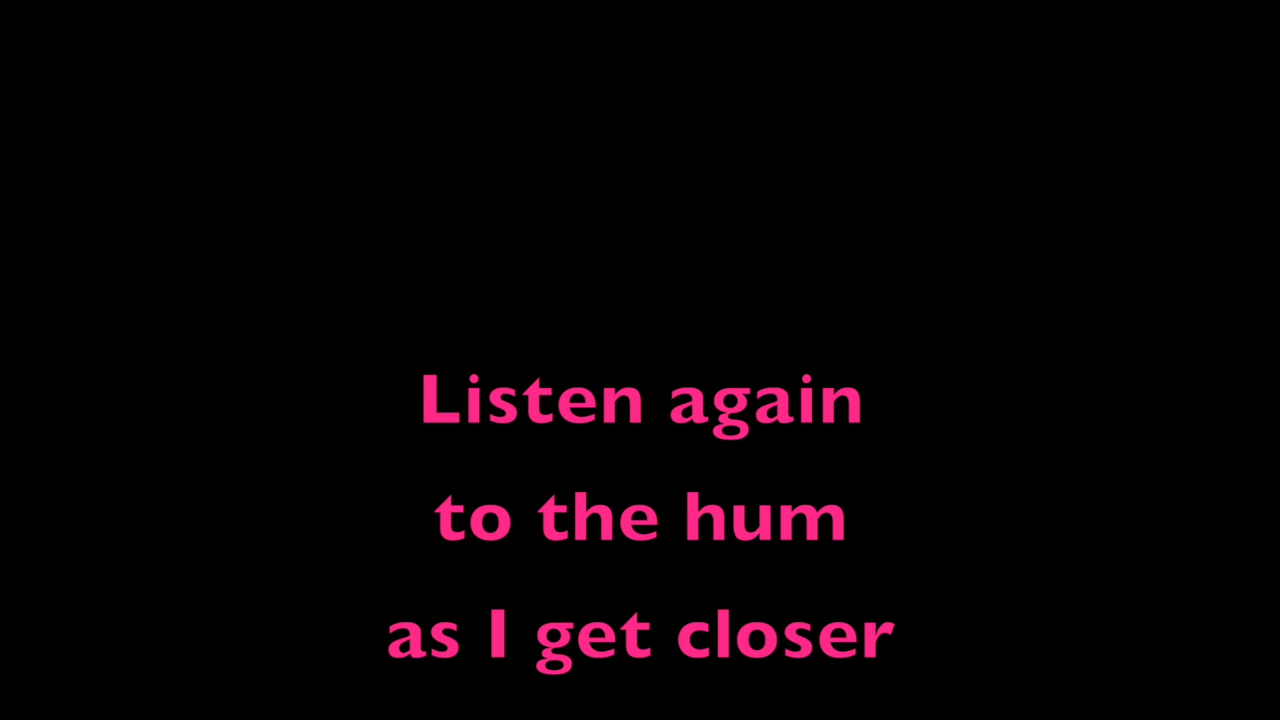 Listen again
to the hum
as I get closer